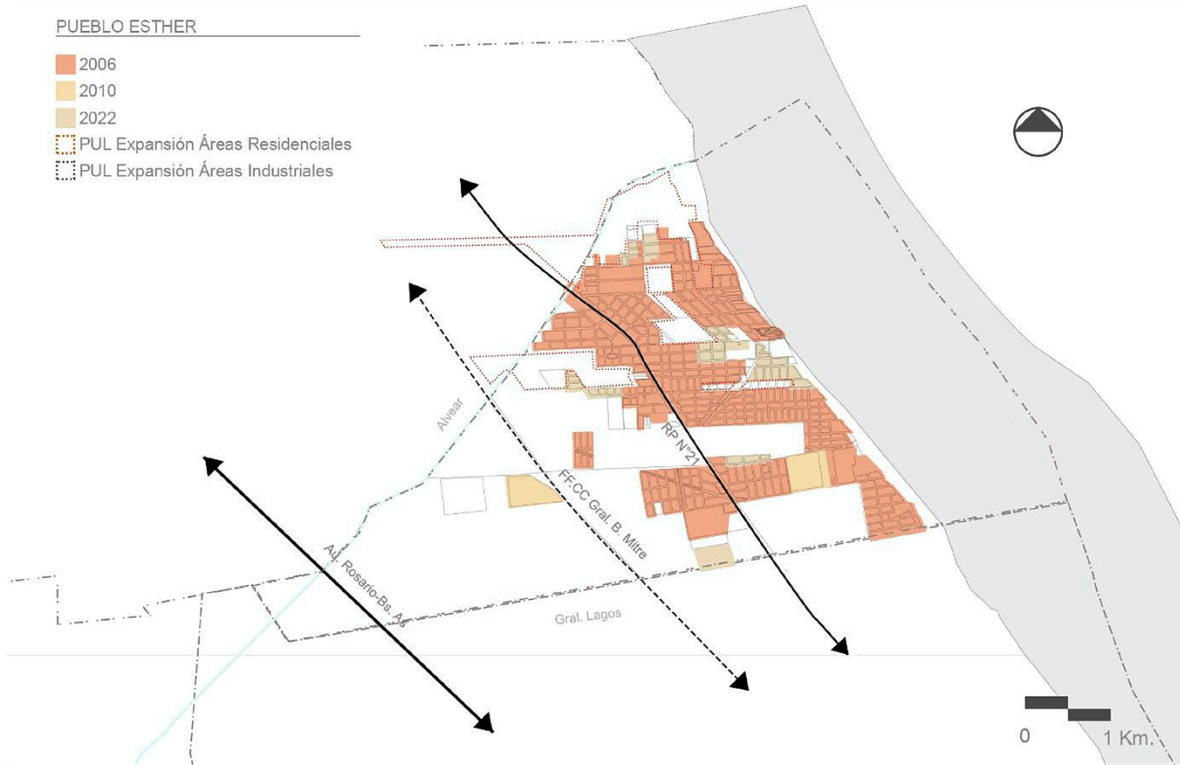 PUEBLO ESTHER
2006
2010
2022
PUL Expansión Áreas Residenciales
PUL Expansión Áreas Industriales
Alvear
RP N°21
FF.CC Gral. B. Mitre
Au. Rosario-Bs. As
Gral. Lagos
0 1 Km.